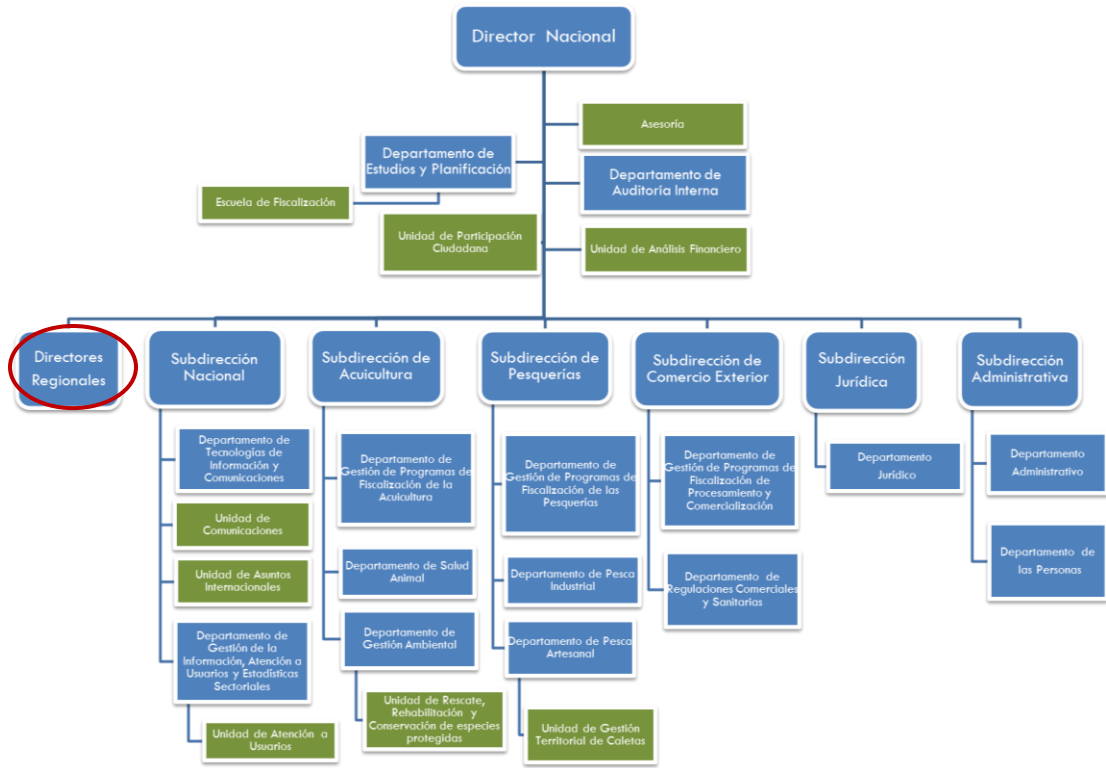 Director Nacional
Asesoría
Departamento de
Estudios y Planificación
Departamento de
Auditoría Interna
Escuela de Fiscalización
Unidad de Participación
Ciudadana
Unidad de Análisis Financiero
Directores
Regionales
Subdirección
Nacional
Subdirección de
Acuicultura
Subdirección de
Pesquerías
Subdirección de
Comercio Exterior
Subdirección
Jurídica
Subdirección
Administrativa
Departamento de
Tecnologías de
Información y
Comunicaciones
Unidad de
Comunicaciones
Unidad de Asuntos
Internacionales
Departamento de
Gestión de la
Información, Atención a
Usuarios y Estadísticas
Sectoriales
Unidad de Atención a
Usuarios
Departamento de
Gestión de Programas de
Fiscalización de la
Acuicultura
Departamento de Salud
Animal
Departamento de
Gestión Ambiental
Unidad de Rescate,
Rehabilitación y
Conservación de especies
protegidas
Departamento de
Gestión de Programas de
Fiscalización de las
Pesquerías
Departamento de Pesca
Industrial
Departamento de Pesca
Artesanal
Unidad de Gestión
Territorial de Caletas
Departamento de
Gestión de Programas de
Fiscalización de
Procesamiento y
Comercialización
Departamento de
Regulaciones Comerciales
y Sanitarias
Departamento
Jurídico
Departamento
Administrativo
Departamento de
las Personas